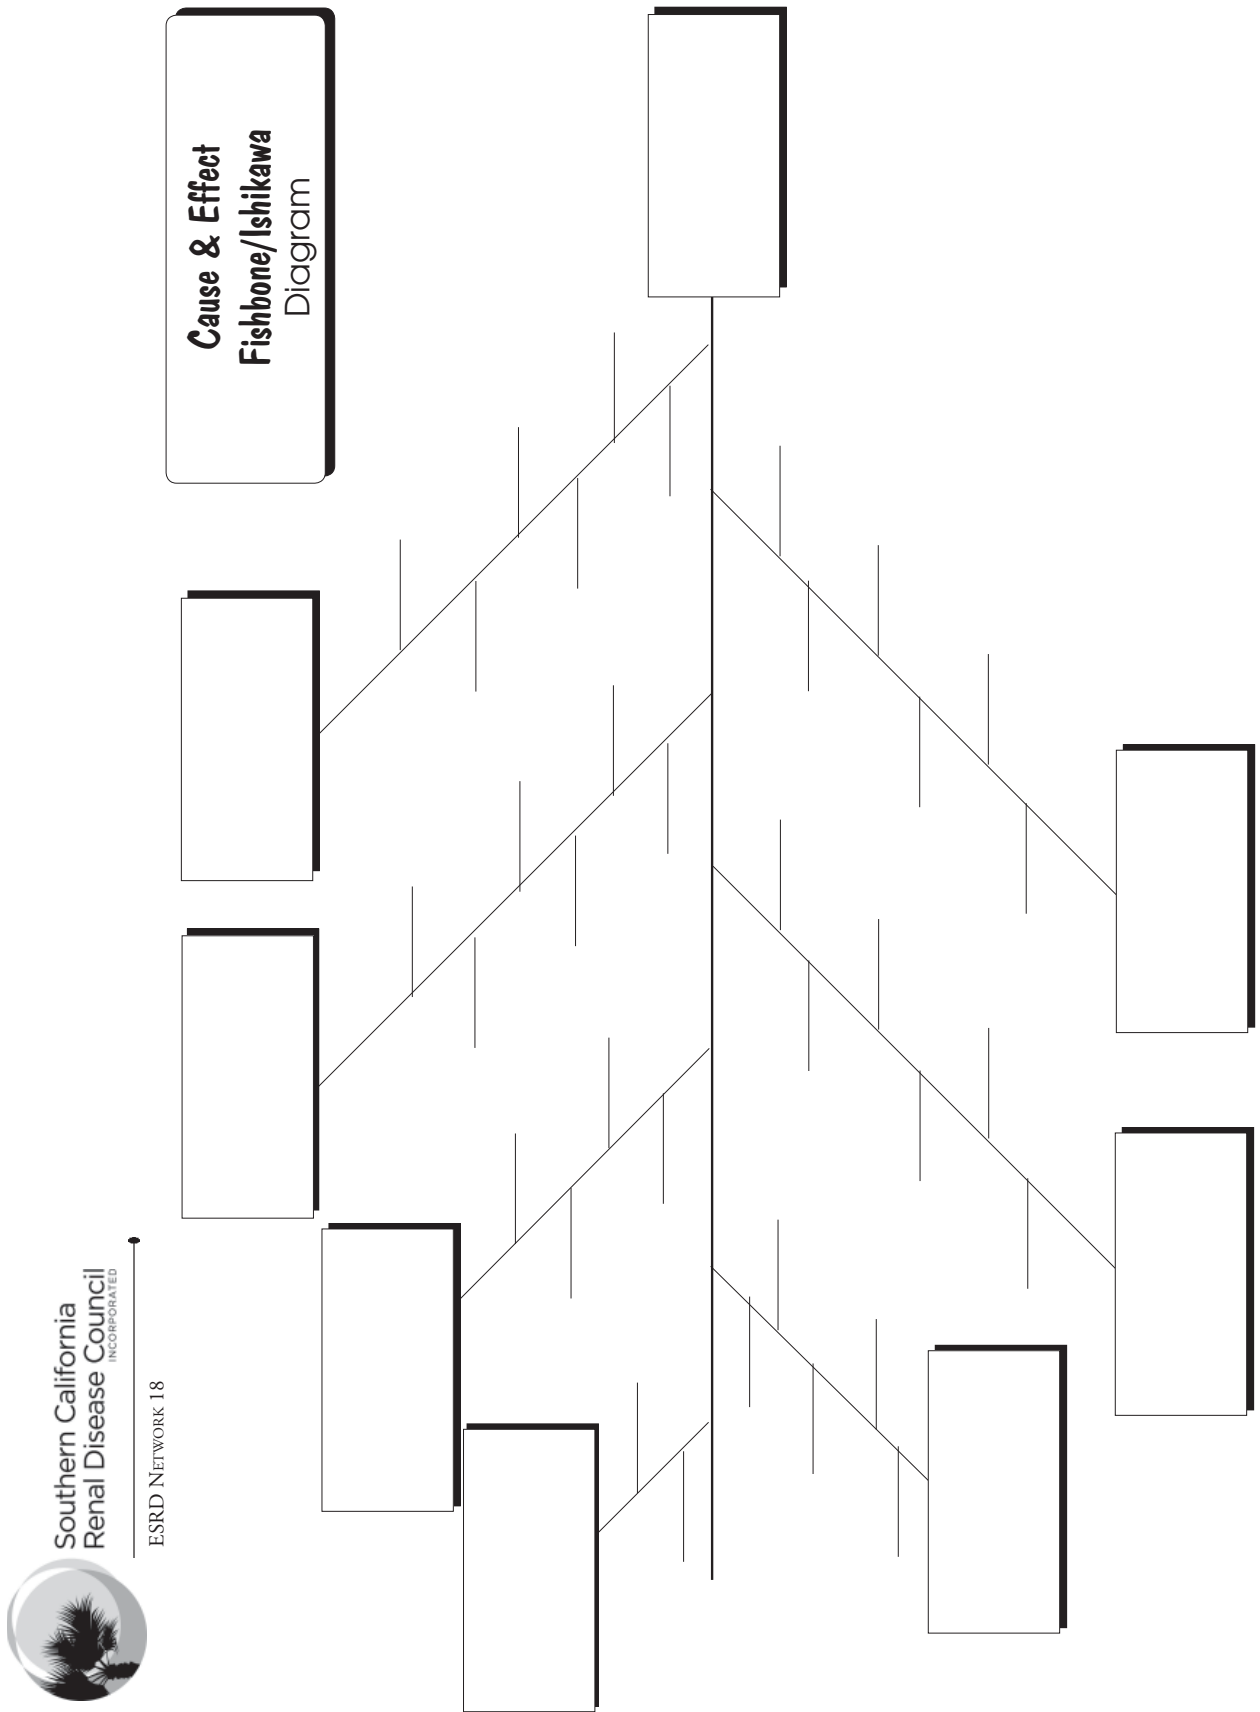 Southern California
Renal Disease Council
INCORPORATED
ESRD NETWORK 18
Cause & Effect
Fishbone/Ishikawa
Diagram